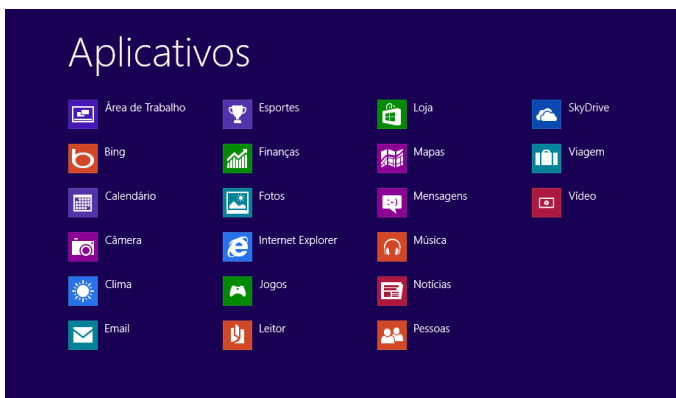 Aplicativos
Área de Trabalho
Bing
Calendário
Câmera
Clima
Email
Esportes
Finanças
Fotos
Internet Explorer
Jogos
Leitor
Loja
Mapas
Mensagens
Música
Notícias
Pessoas
SkyDrive
Viagem
Vídeo